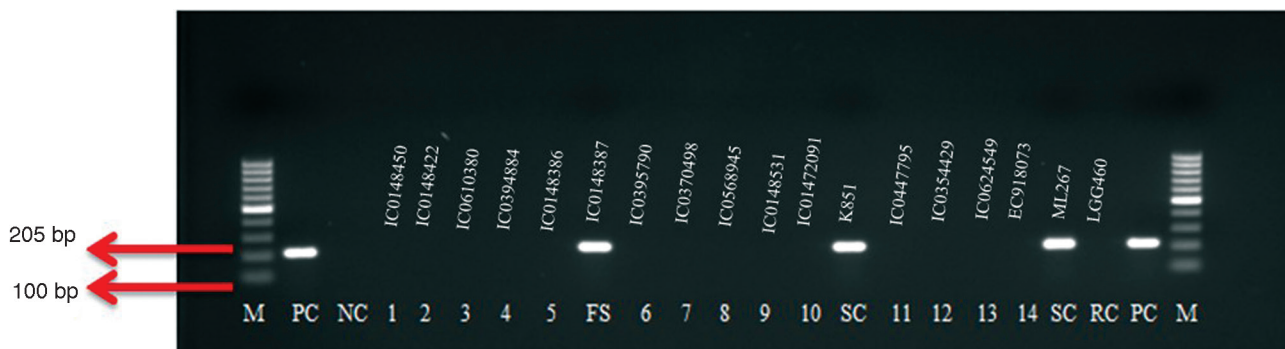 IC0148450
IC0148422
IC0610380
IC0394884
IC0148386
IC0148387
IC0395790
IC0370498
IC0568945
IC0148531
IC01472091
K851
IC0447795
IC0354429
IC0624549
EC918073
ML267
LGG460
205 bp
100 bp
M PC NC 1 2 3 4 5 FS 6 7 8 9 10 SC 11 12 13 14 SC RC PC M